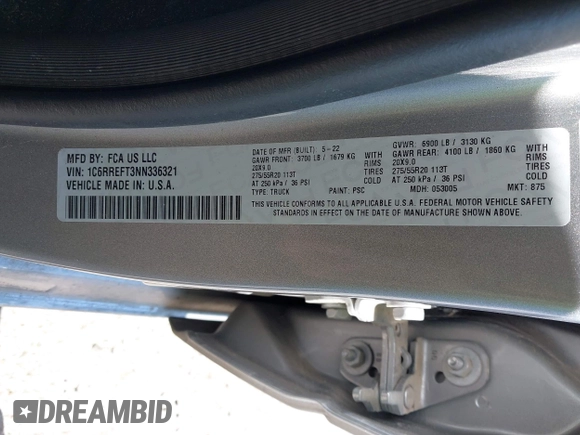 MFD BY: FCA US LLC
VIN: 1C6RREFT3NN336321
VEHICLE MADE IN U.S.A.
DATE OF MFR (BUILT): 5-22
GAWR FRONT: 3700 LB / 1679 KG
WITH
20X9.0
RIMS
275/55R20 113T
TIRES
AT 250 kPa / 36 PSI
COLD
TYPE: TRUCK
PAINT: PSC
GVWR: 6900 LB / 3130 KG
GAWR REAR: 4100 LB / 1860 KG
WITH
20X9.0
RIMS
275/55R20 113T
TIRES
AT 250 kPa / 36 PSI
COLD
MDH: 053005
MKT: 875
THIS VEHICLE CONFORMS TO ALL APPLICABLE U.S.A. FEDERAL MOTOR VEHICLE SAFETY
STANDARDS IN EFFECT ON THE DATE OF MANUFACTURE SHOWN ABOVE.
DREAMBID